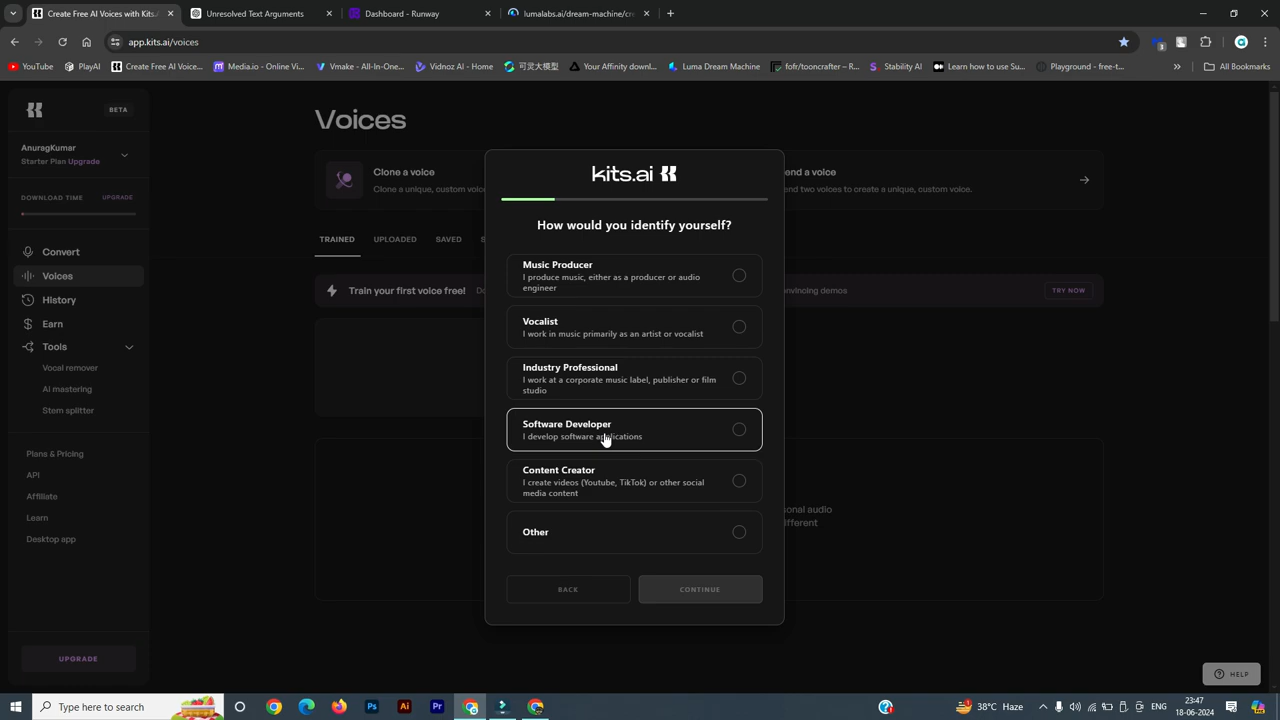 Create Free AI Voices with Kits.
Unresolved Text Arguments
Dashboard - Runway
lumalabs.ai/dream-machine/cre
app.kits.ai/voices
YouTube
PlayAI
Create Free AI Voice...
Media.io - Online Vi...
Vmake - All-In-One...
Vidnoz AI - Home
可灵大模型
Your Affinity downl...
Luma Dream Machine
fofr/tooncrafter – R...
Stability AI
Learn how to use Su...
Playground - free-t...
All Bookmarks
BETA
AnuragKumar
Starter Plan Upgrade
DOWNLOAD TIME UPGRADE
Convert
Voices
History
Earn
Tools
Vocal remover
AI mastering
Stem splitter
Plans & Pricing
API
Affiliate
Learn
Desktop app
UPGRADE
Voices
Clone a voice
Clone a unique, custom voice
end a voice
end two voices to create a unique, custom voice.
TRAINED UPLOADED SAVED S
Train your first voice free!
nvincing demos
TRY NOW
onal audio
fferent
kits.ai
How would you identify yourself?
Music Producer
I produce music, either as a producer or audio
engineer
Vocalist
I work in music primarily as an artist or vocalist
Industry Professional
I work at a corporate music label, publisher or film
studio
Software Developer
I develop software applications
Content Creator
I create videos (Youtube, TikTok) or other social
media content
Other
BACK CONTINUE
HELP
Type here to search
Ps
Ai
Pr
38°C Haze
ENG
23:47
18-06-2024